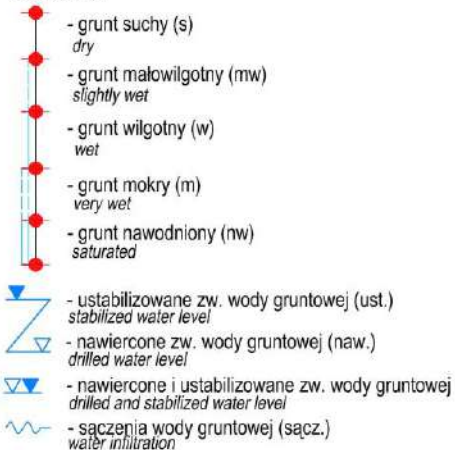 - grunt suchy (s)
dry
- grunt małowilgotny (mw)
slightly wet
- grunt wilgotny (w)
wet
- grunt mokry (m)
very wet
- grunt nawodniony (nw)
saturated
- ustabilizowane zw. wody gruntowej (ust.)
stabilized water level
- nawiercone zw. wody gruntowej (naw.)
drilled water level
- nawiercone i ustabilizowane zw. wody gruntowej
drilled and stabilized water level
- sączenia wody gruntowej (sącz.)
water infiltration